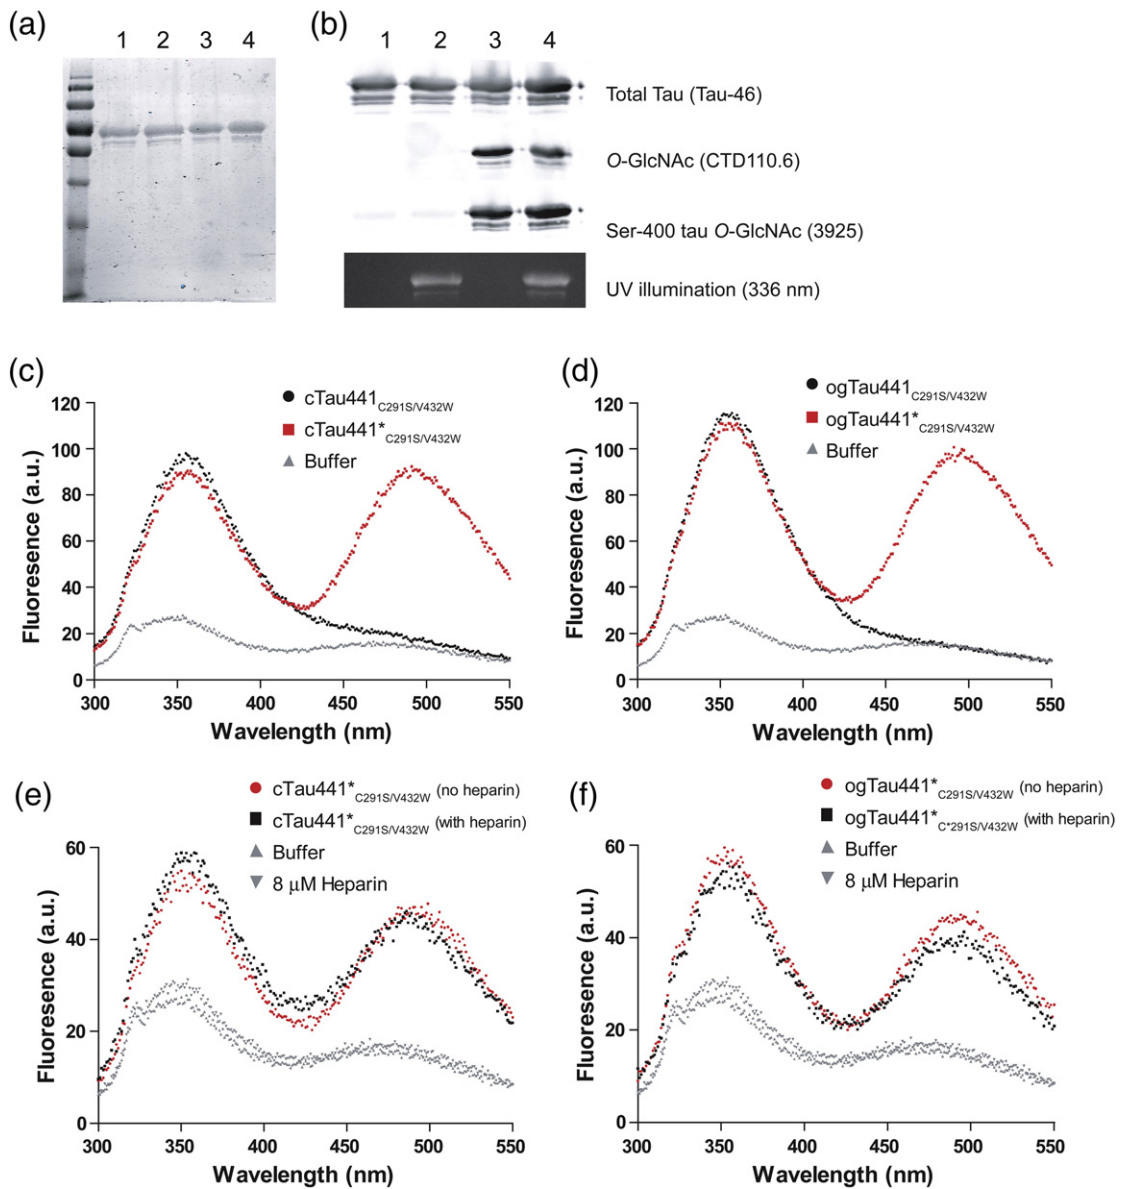 (a)
1 2 3 4
(b)
1 2 3 4
Total Tau (Tau-46)
O-GlcNAc (CTD110.6)
Ser-400 tau O-GlcNAc (3925)
UV illumination (336 nm)
(c)
cTau441C291S/V432W
cTau441*C291S/V432W
Buffer
Fluoresence (a.u.)
120
100
80
60
40
20
0
300 350 400 450 500 550
Wavelength (nm)
(d)
ogTau441C291S/V432W
ogTau441*C291S/V432W
Buffer
Fluoresence (a.u.)
120
100
80
60
40
20
0
300 350 400 450 500 550
Wavelength (nm)
(e)
cTau441*C291S/V432W (no heparin)
cTau441*C291S/V432W (with heparin)
Buffer
8 μM Heparin
Fluoresence (a.u.)
60
40
20
0
300 350 400 450 500 550
Wavelength (nm)
(f)
ogTau441*C291S/V432W (no heparin)
ogTau441*C*291S/V432W (with heparin)
Buffer
8 μM Heparin
Fluoresence (a.u.)
60
40
20
0
300 350 400 450 500 550
Wavelength (nm)